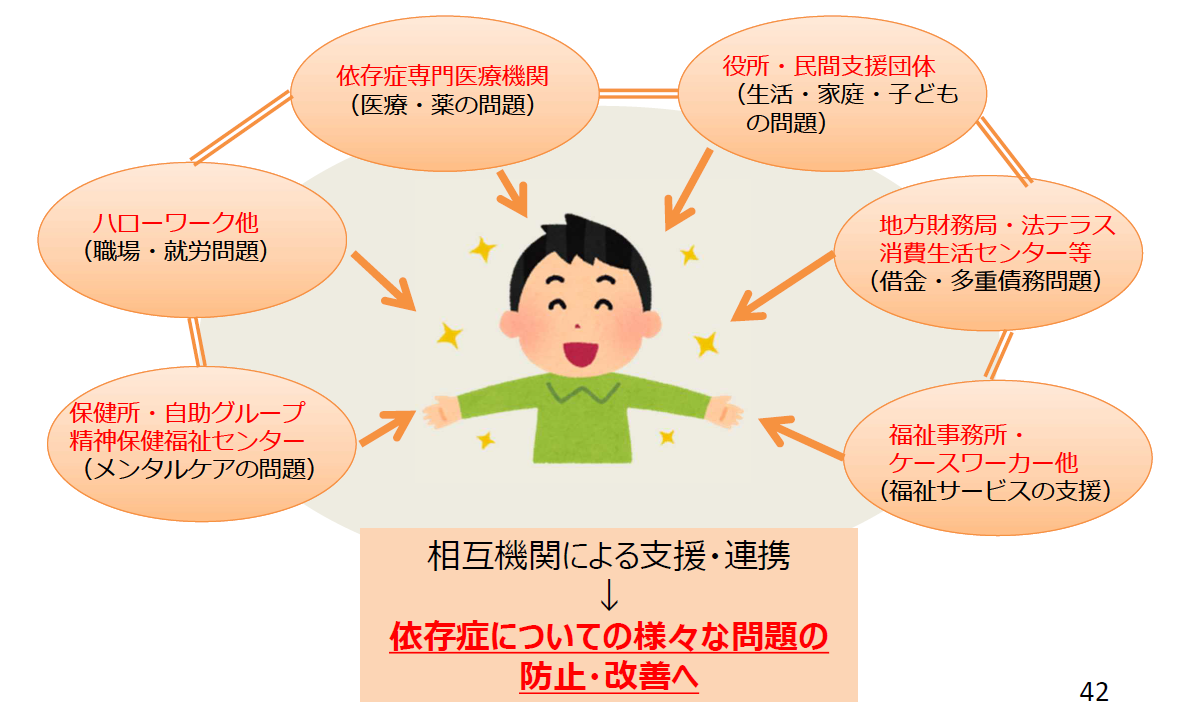 依存症専門医療機関
（医療・薬の問題）
役所・民間支援団体
（生活・家庭・子ども
の問題）
ハローワーク他
（職場・就労問題）
地方財務局・法テラス
消費生活センター等
（借金・多重債務問題）
保健所・自助グループ
精神保健福祉センター
（メンタルケアの問題）
福祉事務所・
ケースワーカー他
（福祉サービスの支援）
相互機関による支援・連携
↓
依存症についての様々な問題の
防止・改善へ
42